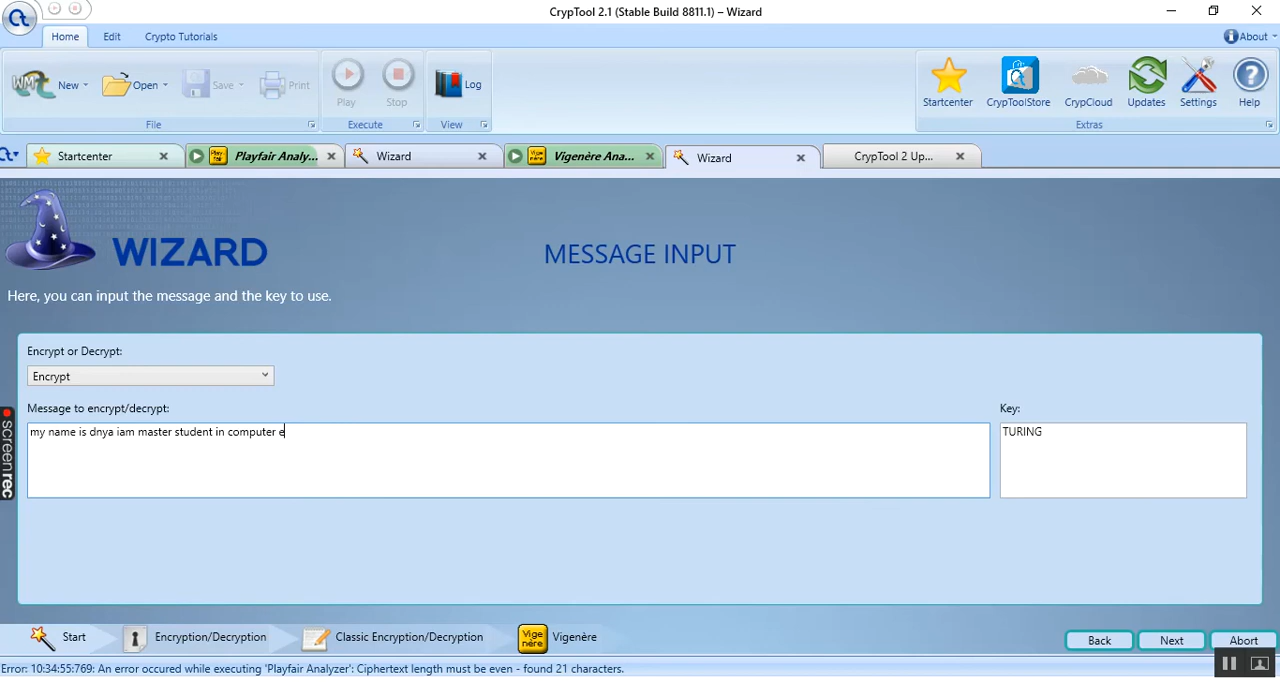 CrypTool 2.1 (Stable Build 8811.1) – Wizard
Home Edit Crypto Tutorials About
New Open Save Print Play Stop Log Startcenter CrypToolStore CrypCloud Updates Settings Help
File Execute View Extras
Startcenter Playfair Analy... Wizard Vigenère Ana... Wizard CrypTool 2 Up...
WIZARD
MESSAGE INPUT
Here, you can input the message and the key to use.
Encrypt or Decrypt:
Encrypt
Message to encrypt/decrypt: Key:
my name is dnya iam master student in computer e TURING
screenrec
Start Encryption/Decryption Classic Encryption/Decryption Vige nère Vigenère Back Next Abort
Error: 10:34:55:769: An error occured while executing 'Playfair Analyzer': Ciphertext length must be even - found 21 characters.